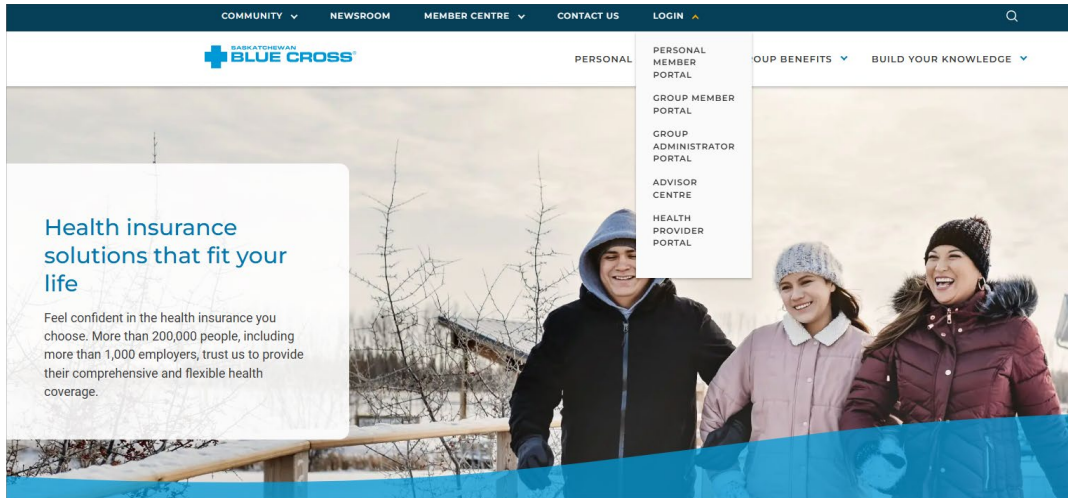 COMMUNITY NEWSROOM MEMBER CENTRE CONTACT US LOGIN
SASKATCHEWAN
BLUE CROSS®
PERSONAL OUP BENEFITS BUILD YOUR KNOWLEDGE
PERSONAL
MEMBER
PORTAL
GROUP MEMBER
PORTAL
GROUP
ADMINISTRATOR
PORTAL
ADVISOR
CENTRE
HEALTH
PROVIDER
PORTAL
Health insurance
solutions that fit your
life
Feel confident in the health insurance you
choose. More than 200,000 people, including
more than 1,000 employers, trust us to provide
their comprehensive and flexible health
coverage.